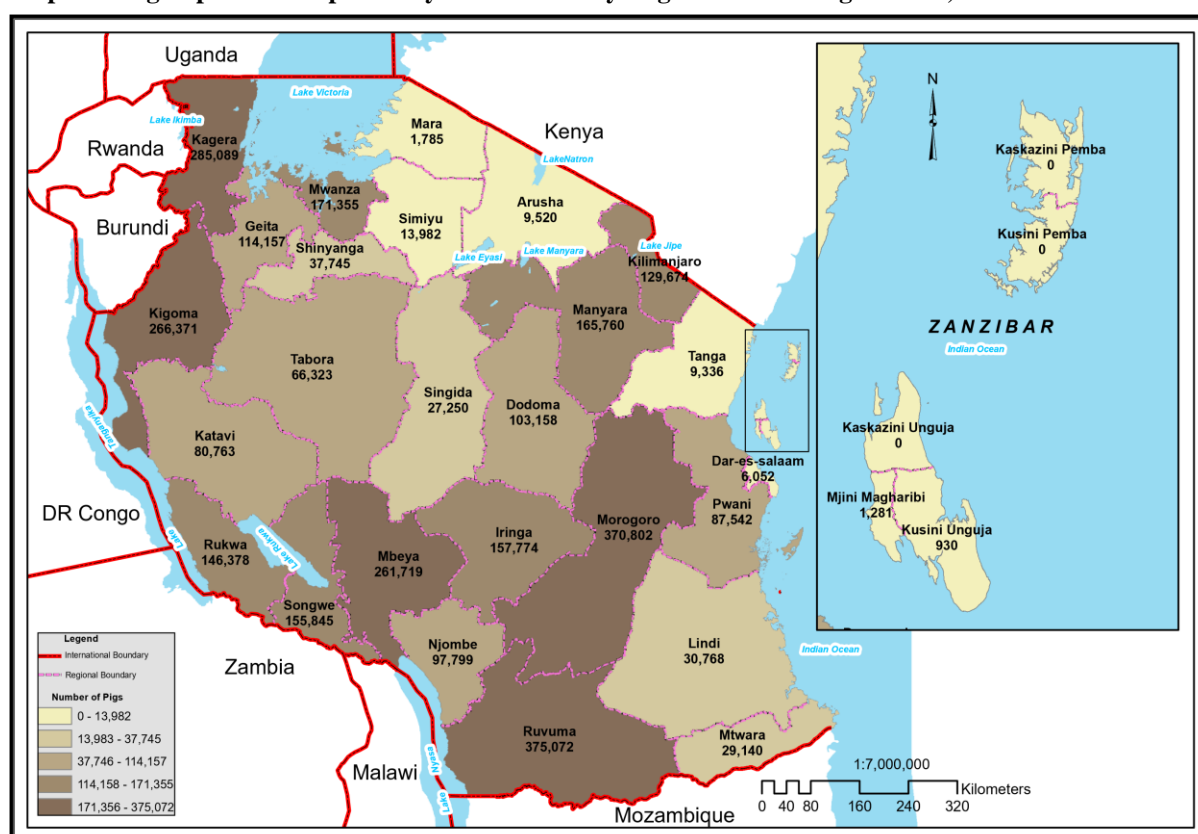 Uganda
Lake Victoria
Lake Ikimba
Kagera
285,089
Mara
1,785
Kenya
LakeNatron
Rwanda
Mwanza
171,355
Arusha
9,520
Burundi
Geita
114,157
Simiyu
13,982
Shinyanga
37,745
Lake Eyasi
Lake Manyara
Lake Jipe
Kilimanjaro
129,674
Kigoma
266,371
Manyara
165,760
Tabora
66,323
Tanga
9,336
Singida
27,250
Dodoma
103,158
Katavi
80,763
Tanganyika
Lake
Dar-es-salaam
6,052
Pwani
87,542
DR Congo
Rukwa
146,378
Lake Rukwa
Mbeya
261,719
Iringa
157,774
Morogoro
370,802
Songwe
155,845
Njombe
97,799
Lindi
30,768
Indian Ocean
Zambia
Ruvuma
375,072
Mtwara
29,140
Malawi
Nyasa
Lake
Mozambique
N
Kaskazini Pemba
0
Kusini Pemba
0
ZANZIBAR
Indian Ocean
Kaskazini Unguja
0
Mjini Magharibi
1,281
Kusini Unguja
930
Legend
International Boundary
Regional Boundary
Number of Pigs
0 - 13,982
13,983 - 37,745
37,746 - 114,157
114,158 - 171,355
171,356 - 375,072
1:7,000,000
Kilometers
0 40 80 160 240 320